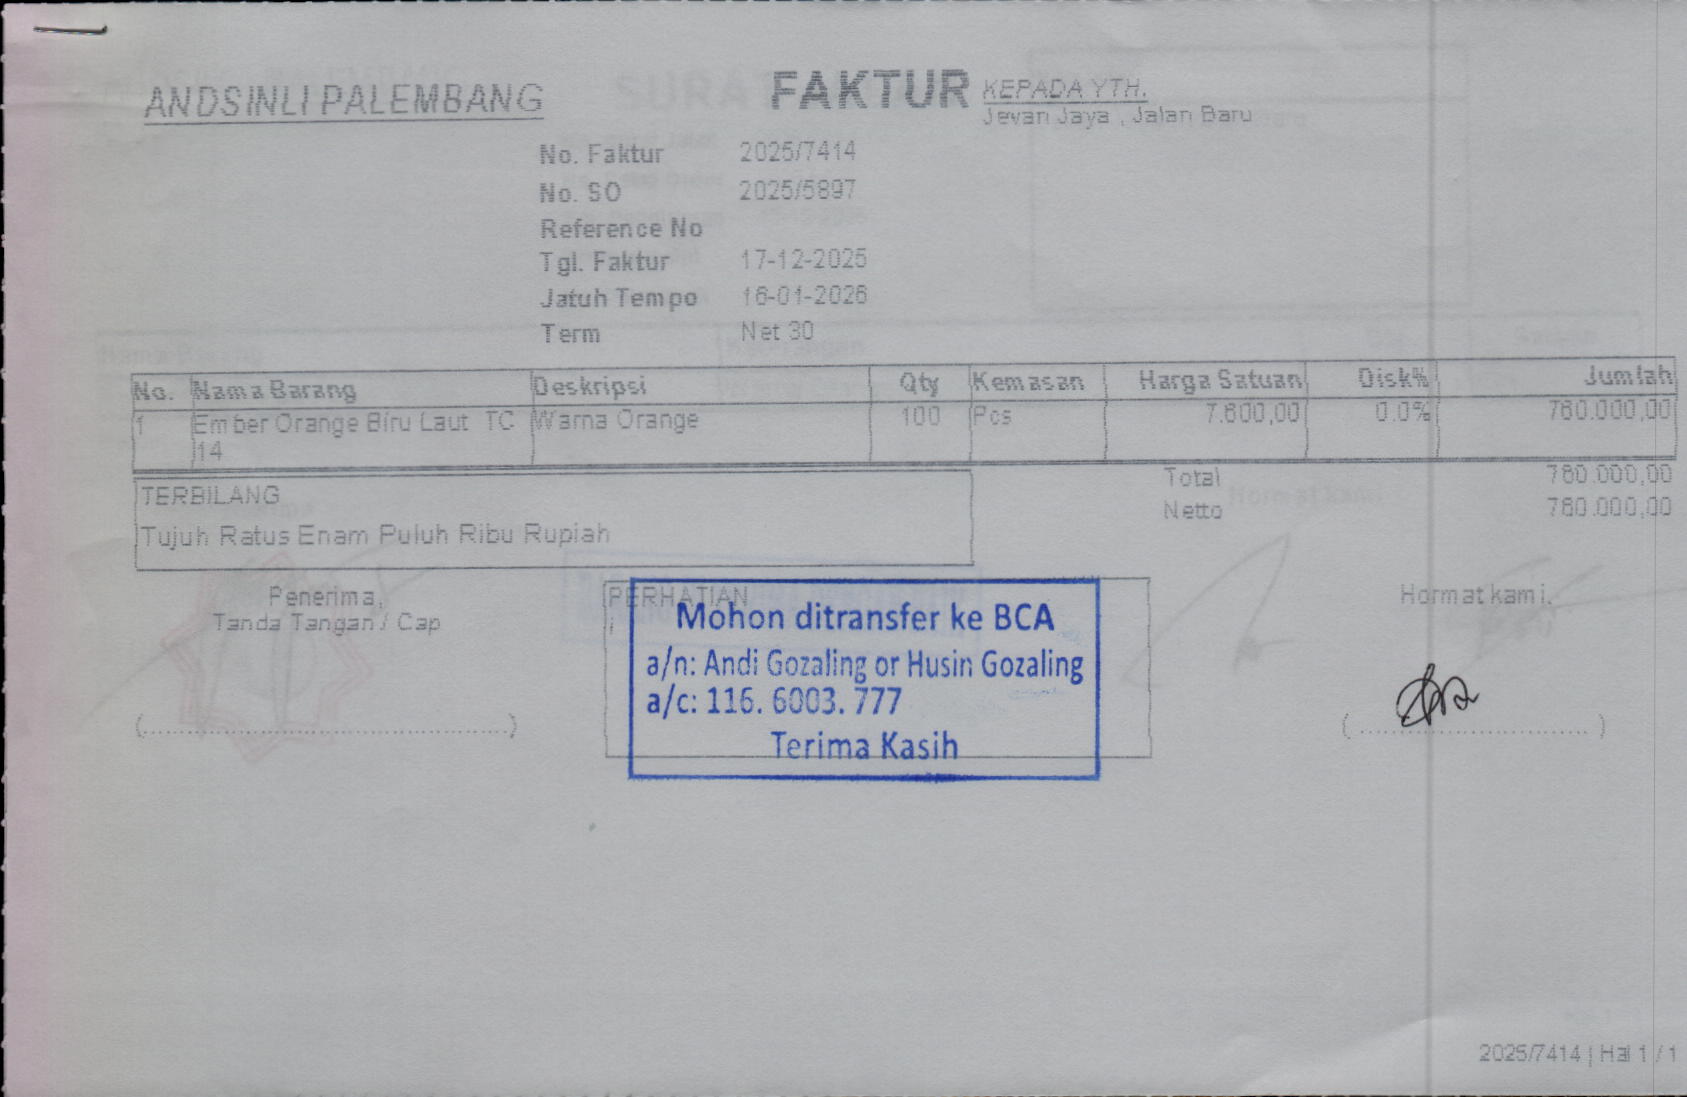 ANDSINLI PALEMBANG
FAKTUR
KEPADA YTH.
Jevan Jaya , Jalan Baru
No. Faktur 2025/7414
No. SO 2025/5897
Reference No
Tgl. Faktur 17-12-2025
Jatuh Tempo 16-01-2026
Term Net 30
No. Nama Barang Deskripsi Qty Kemasan Harga Satuan Disk% Jumlah
1 Ember Orange Biru Laut TC Warna Orange 100 Pcs 7.600,00 0.0% 760.000,00
14
Total 760.000,00
Netto 760.000,00
TERBILANG
Tujuh Ratus Enam Puluh Ribu Rupiah
Penerima,
Tanda Tangan / Cap
PERHATIAN
Mohon ditransfer ke BCA
a/n: Andi Gozaling or Husin Gozaling
a/c: 116. 6003. 777
Terima Kasih
Hormat kami,
2025/7414 | Hal 1 / 1